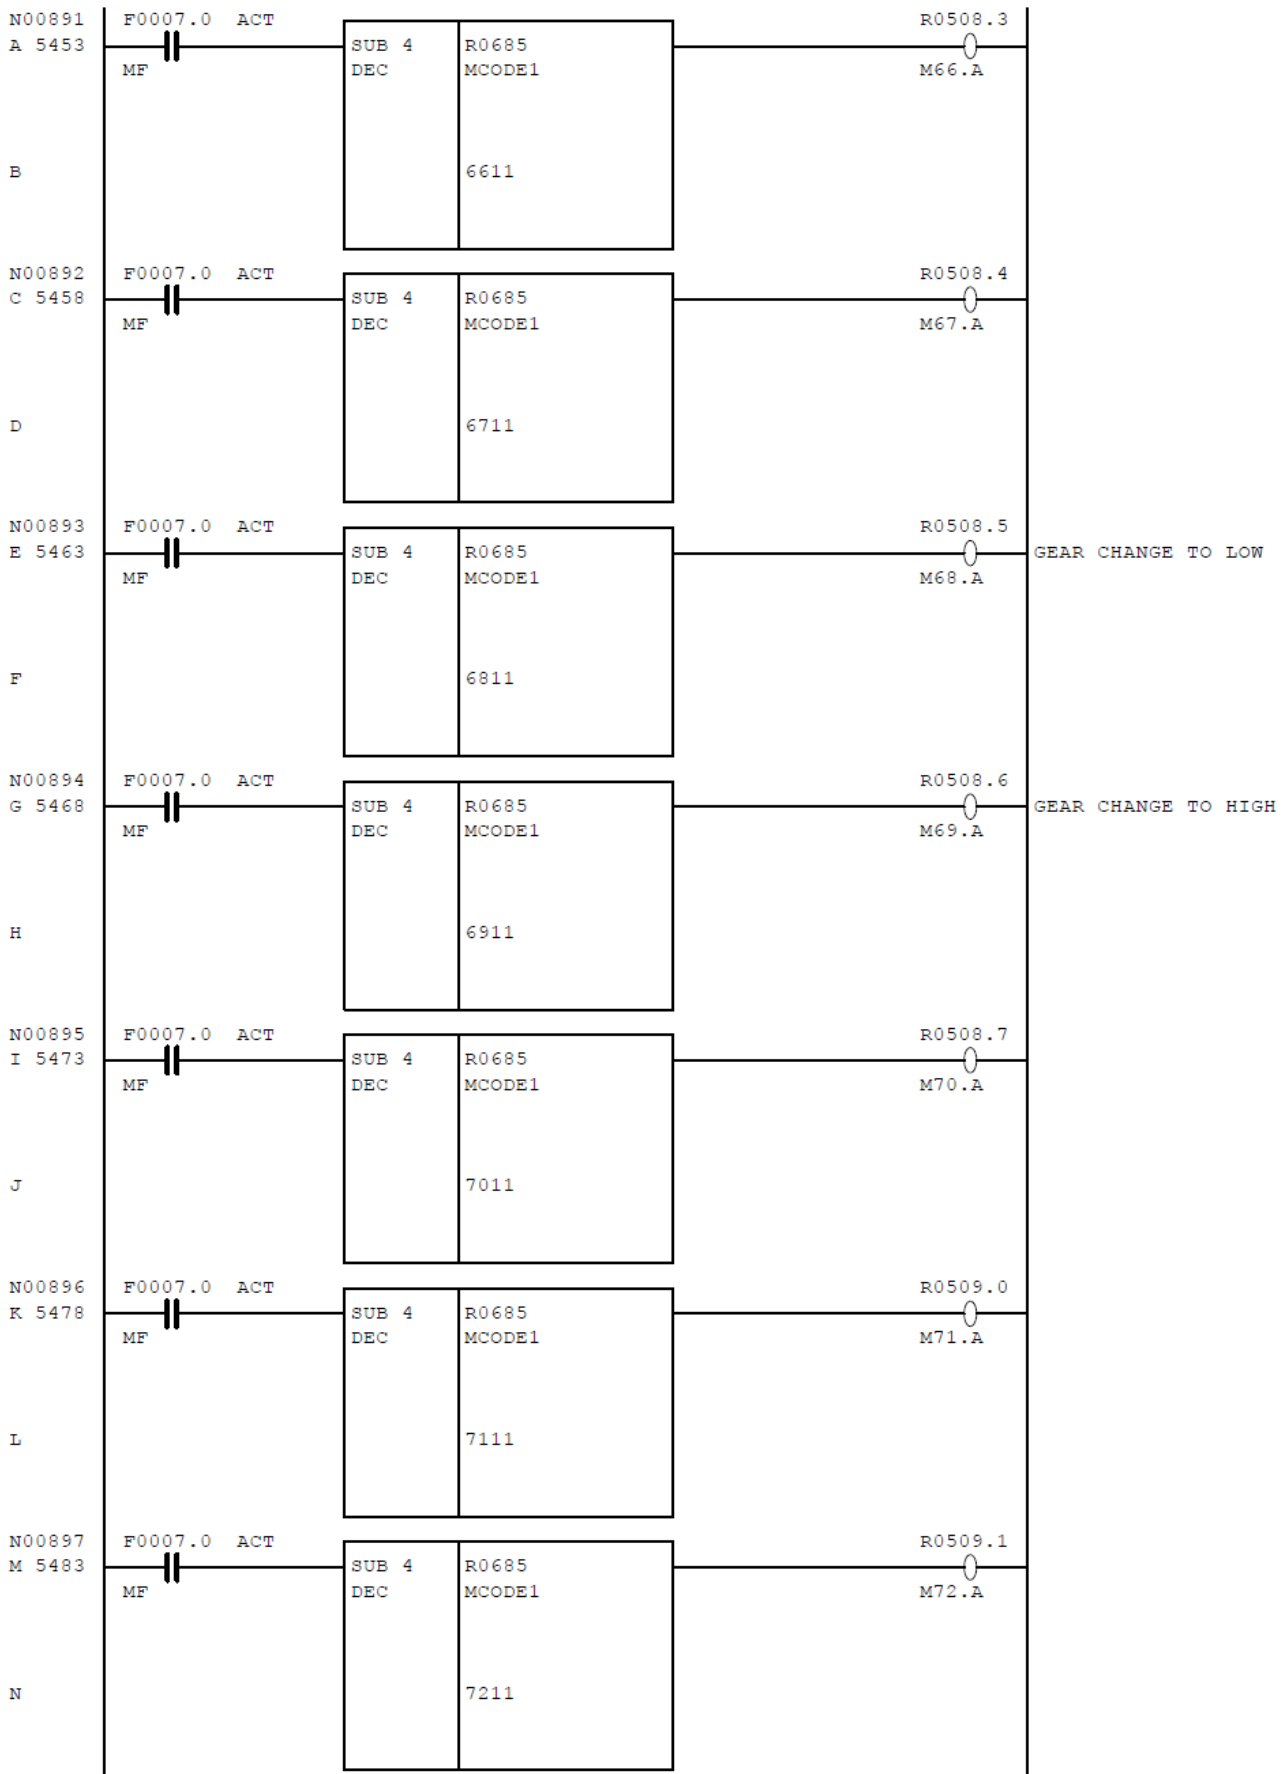 N00891 F0007.0 ACT R0508.3
A 5453 SUB 4 R0685
MF DEC MCODE1 M66.A
B 6611
N00892 F0007.0 ACT R0508.4
C 5458 SUB 4 R0685
MF DEC MCODE1 M67.A
D 6711
N00893 F0007.0 ACT R0508.5
E 5463 SUB 4 R0685 GEAR CHANGE TO LOW
MF DEC MCODE1 M68.A
F 6811
N00894 F0007.0 ACT R0508.6
G 5468 SUB 4 R0685 GEAR CHANGE TO HIGH
MF DEC MCODE1 M69.A
H 6911
N00895 F0007.0 ACT R0508.7
I 5473 SUB 4 R0685
MF DEC MCODE1 M70.A
J 7011
N00896 F0007.0 ACT R0509.0
K 5478 SUB 4 R0685
MF DEC MCODE1 M71.A
L 7111
N00897 F0007.0 ACT R0509.1
M 5483 SUB 4 R0685
MF DEC MCODE1 M72.A
N 7211